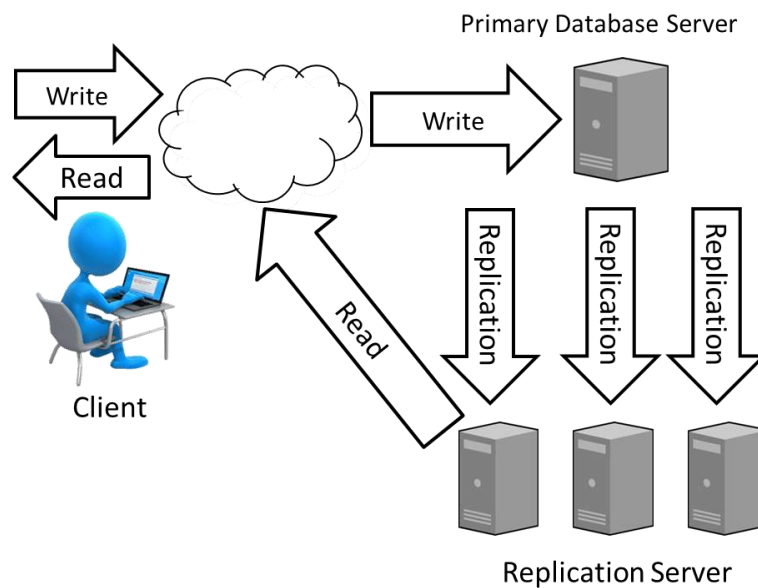 Primary Database Server
Write
Write
Read
Replication
Replication
Replication
Read
Client
Replication Server